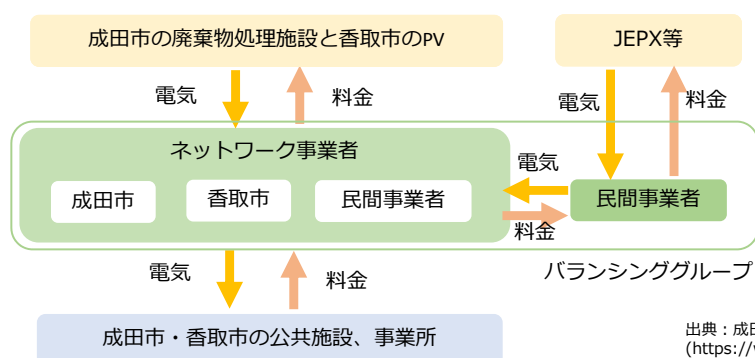 成田市の廃棄物処理施設と香取市のPV
JEPX等
電気
料金
電気
料金
ネットワーク事業者
成田市
香取市
民間事業者
電気
料金
民間事業者
バランシンググループ
電気
料金
成田市・香取市の公共施設、事業所
出典：成田
(https://